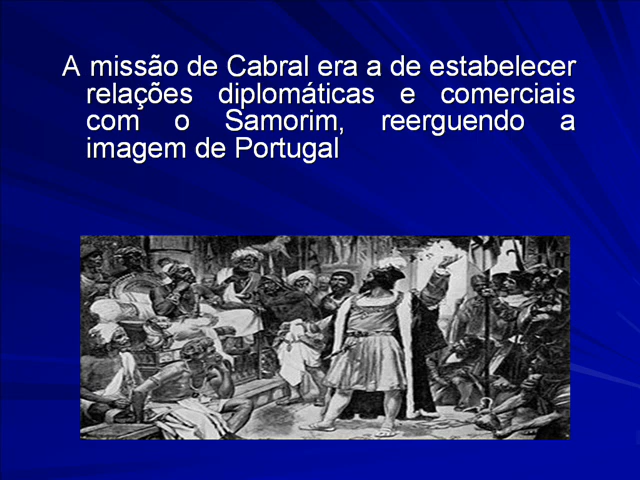 A missão de Cabral era a de estabelecer
relações diplomáticas e comerciais
com o Samorim, reerguendo a
imagem de Portugal